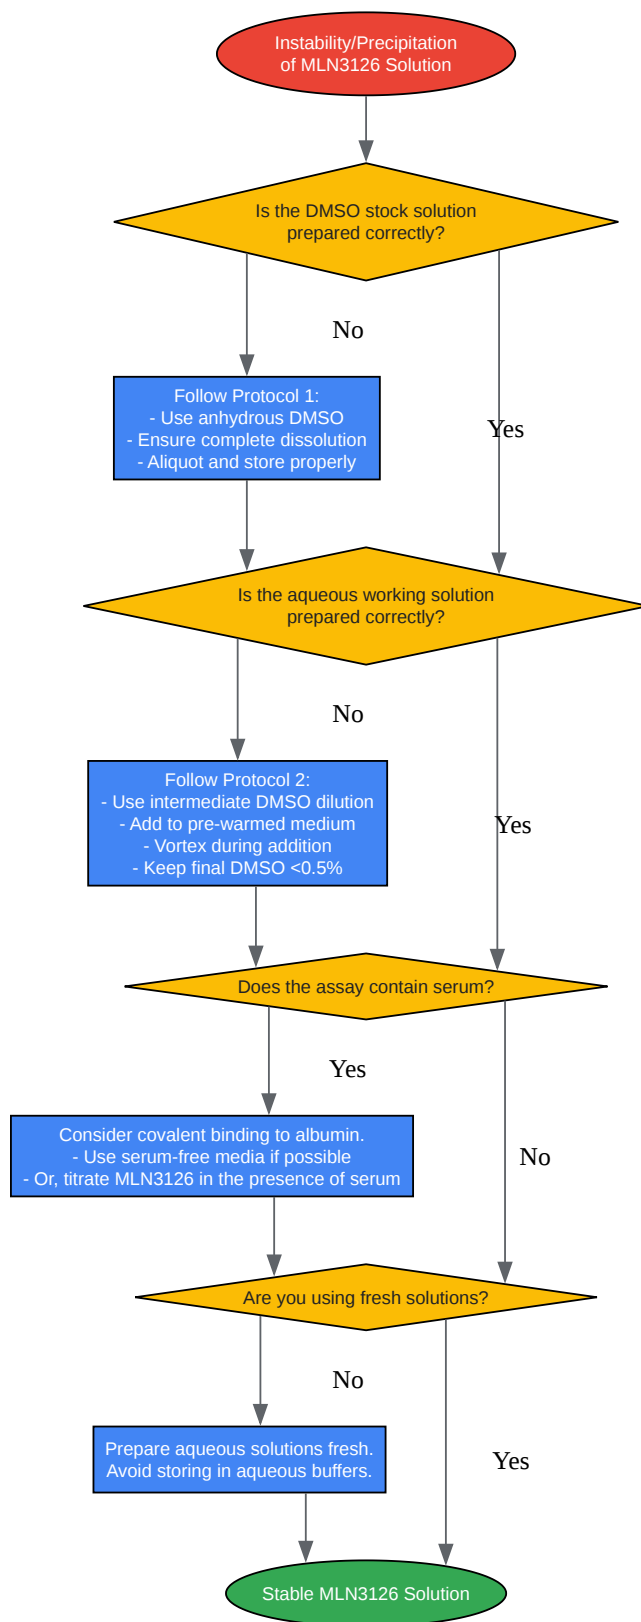 Instability/Precipitation
of MLN3126 Solution
Is the DMSO stock solution
prepared correctly?
No
Follow Protocol 1:
- Use anhydrous DMSO
- Ensure complete dissolution
- Aliquot and store properly
Yes
Is the aqueous working solution
prepared correctly?
No
Follow Protocol 2:
- Use intermediate DMSO dilution
- Add to pre-warmed medium
- Vortex during addition
- Keep final DMSO <0.5%
Yes
Does the assay contain serum?
Yes
Consider covalent binding to albumin.
- Use serum-free media if possible
- Or, titrate MLN3126 in the presence of serum
No
Are you using fresh solutions?
No
Prepare aqueous solutions fresh.
Avoid storing in aqueous buffers.
Yes
Stable MLN3126 Solution